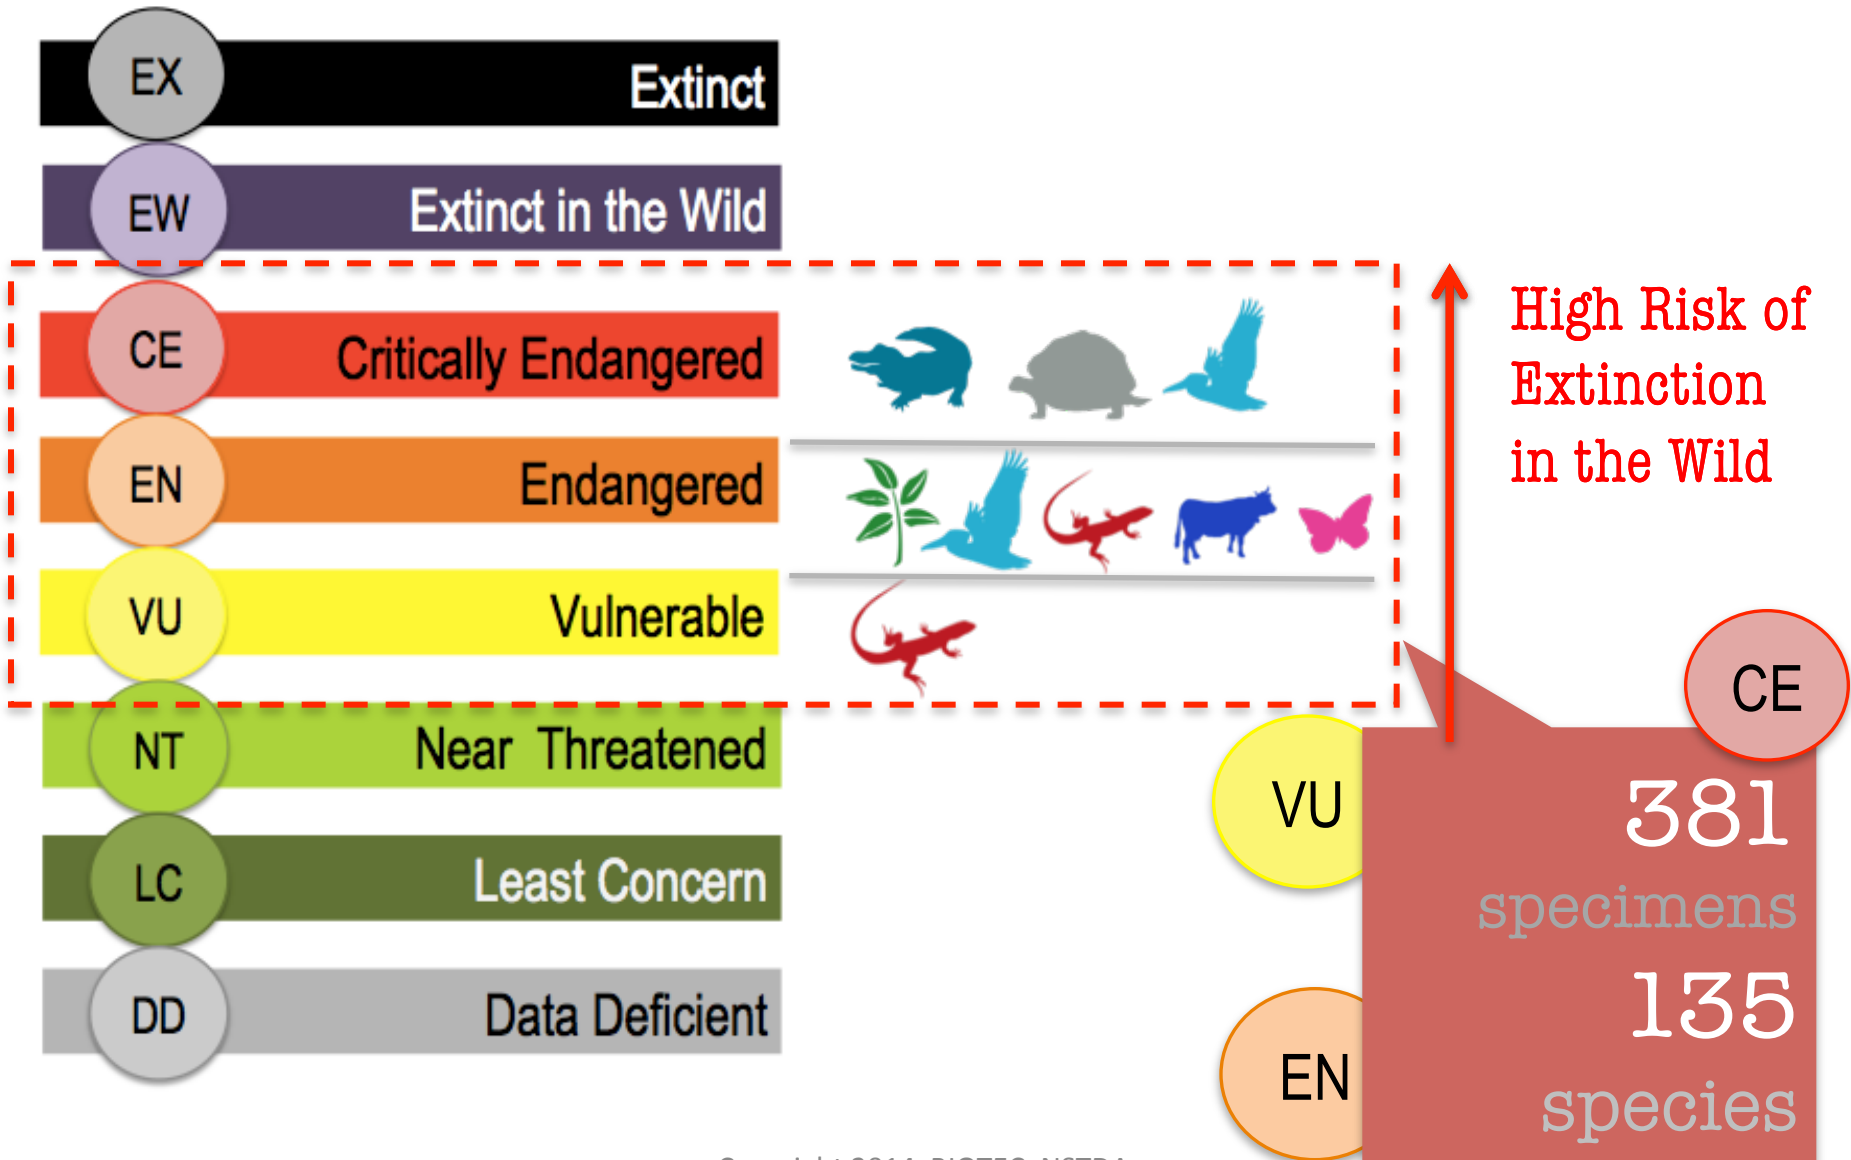 EX Extinct
EW Extinct in the Wild
CE Critically Endangered
EN Endangered
VU Vulnerable
NT Near Threatened
LC Least Concern
DD Data Deficient
High Risk of
Extinction
in the Wild
CE
VU
381
specimens
135
EN
species